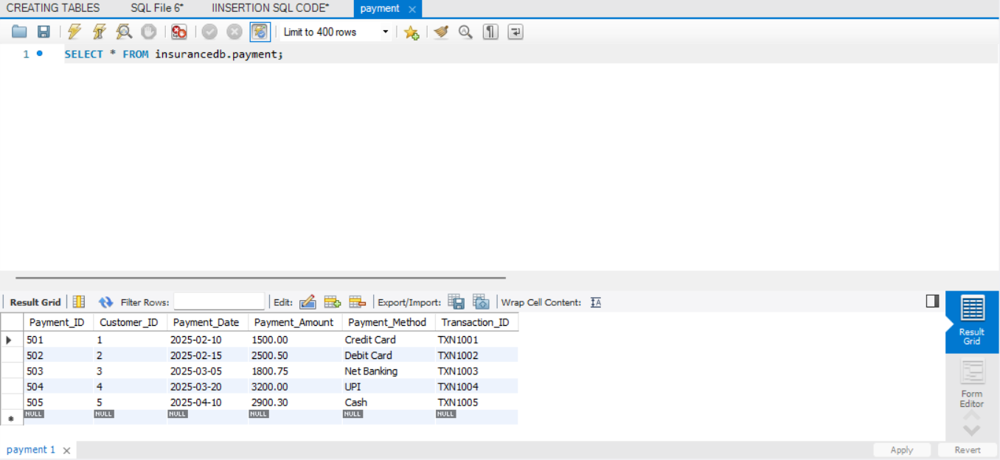 CREATING TABLES SQL File 6* IINSERTION SQL CODE* payment
Limit to 400 rows
1 SELECT * FROM insurancedb.payment;
Result Grid Filter Rows: Edit: Export/Import: Wrap Cell Content: IA
Payment_ID Customer_ID Payment_Date Payment_Amount Payment_Method Transaction_ID
501 1 2025-02-10 1500.00 Credit Card TXN1001
502 2 2025-02-15 2500.50 Debit Card TXN1002
503 3 2025-03-05 1800.75 Net Banking TXN1003
504 4 2025-03-20 3200.00 UPI TXN1004
505 5 2025-04-10 2900.30 Cash TXN1005
NULL NULL NULL NULL NULL NULL
Result
Grid
Form
Editor
payment 1 Apply Revert